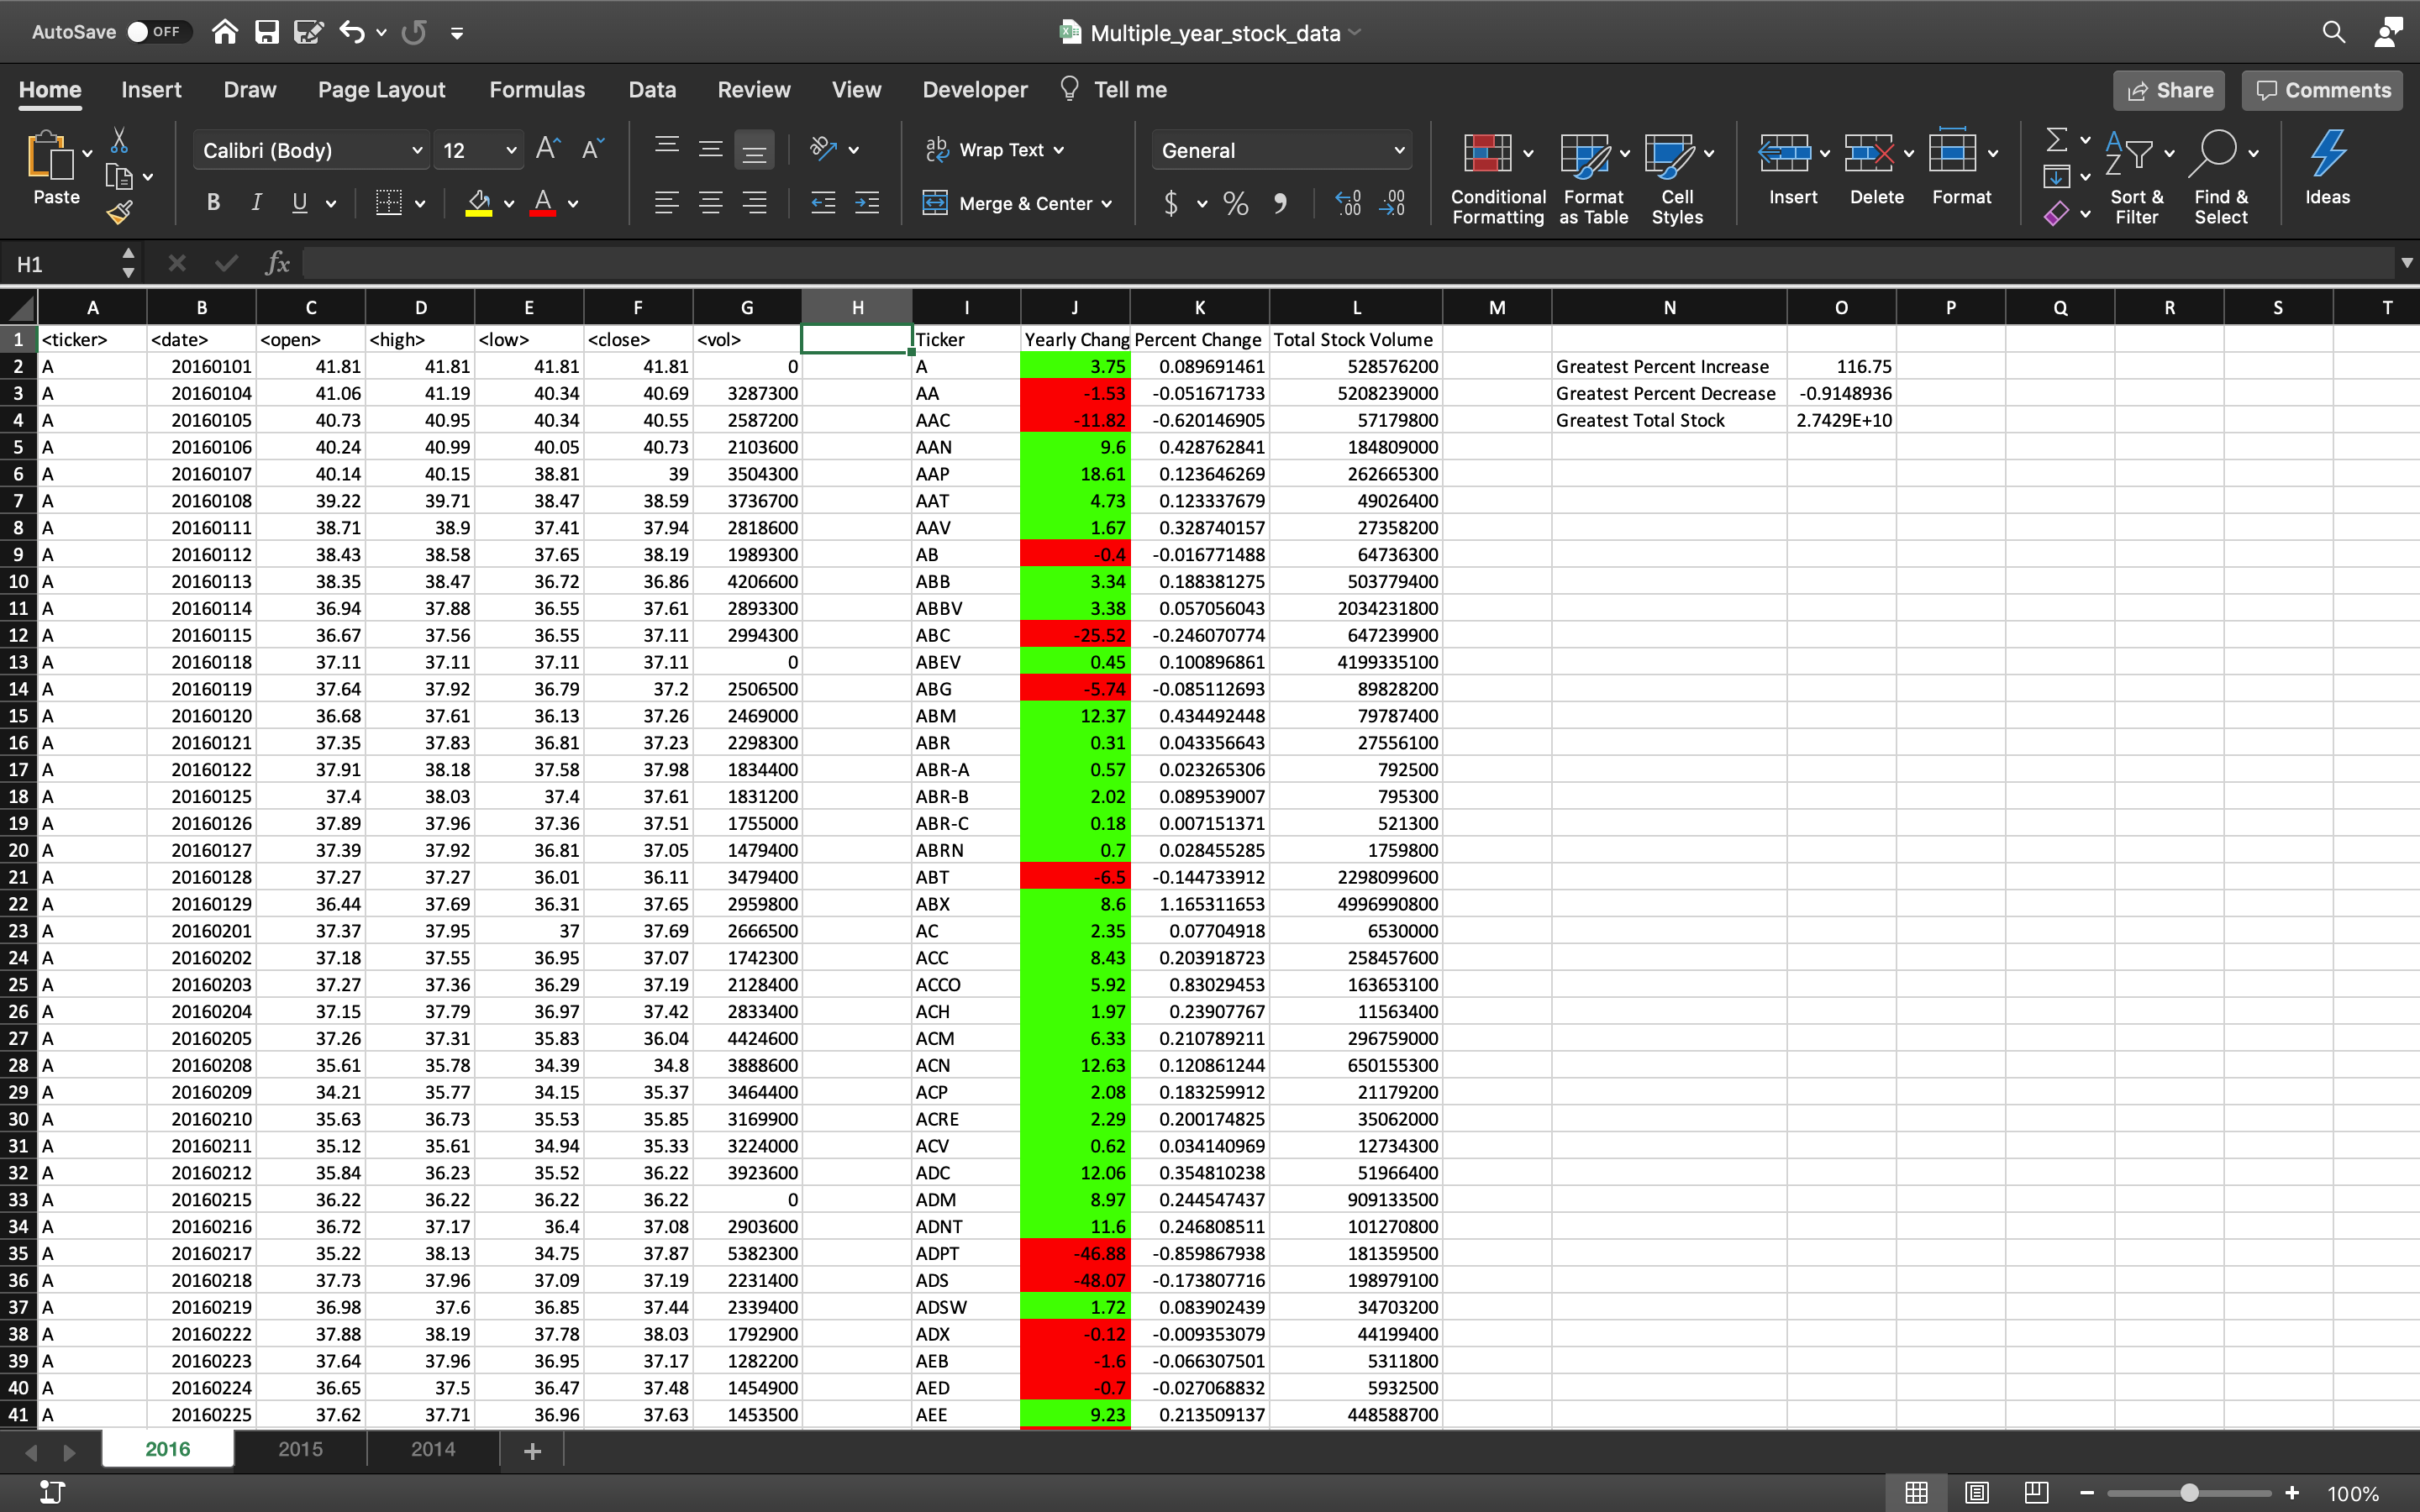 AutoSave OFF Multiple_year_stock_data
Home Insert Draw Page Layout Formulas Data Review View Developer Tell me Share Comments
Paste Calibri (Body) 12 A^ A˅ ab c Wrap Text General Conditional Formatting Format as Table Cell Styles Insert Delete Format Sort & Filter Find & Select Ideas
B I U A Merge & Center $ % 9 .00 .00
H1 fx
A B C D E F G H I J K L M N O P Q R S T
1 <ticker> <date> <open> <high> <low> <close> <vol> Ticker Yearly Chang Percent Change Total Stock Volume
2 A 20160101 41.81 41.81 41.81 41.81 0 A 3.75 0.089691461 528576200 Greatest Percent Increase 116.75
3 A 20160104 41.06 41.19 40.34 40.69 3287300 AA -1.53 -0.051671733 5208239000 Greatest Percent Decrease -0.9148936
4 A 20160105 40.73 40.95 40.34 40.55 2587200 AAC -11.82 -0.620146905 57179800 Greatest Total Stock 2.7429E+10
5 A 20160106 40.24 40.99 40.05 40.73 2103600 AAN 9.6 0.428762841 184809000
6 A 20160107 40.14 40.15 38.81 39 3504300 AAP 18.61 0.123646269 262665300
7 A 20160108 39.22 39.71 38.47 38.59 3736700 AAT 4.73 0.123337679 49026400
8 A 20160111 38.71 38.9 37.41 37.94 2818600 AAV 1.67 0.328740157 27358200
9 A 20160112 38.43 38.58 37.65 38.19 1989300 AB -0.4 -0.016771488 64736300
10 A 20160113 38.35 38.47 36.72 36.86 4206600 ABB 3.34 0.188381275 503779400
11 A 20160114 36.94 37.88 36.55 37.61 2893300 ABBV 3.38 0.057056043 2034231800
12 A 20160115 36.67 37.56 36.55 37.11 2994300 ABC -25.52 -0.246070774 647239900
13 A 20160118 37.11 37.11 37.11 37.11 0 ABEV 0.45 0.100896861 4199335100
14 A 20160119 37.64 37.92 36.79 37.2 2506500 ABG -5.74 -0.085112693 89828200
15 A 20160120 36.68 37.61 36.13 37.26 2469000 ABM 12.37 0.434492448 79787400
16 A 20160121 37.35 37.83 36.81 37.23 2298300 ABR 0.31 0.043356643 27556100
17 A 20160122 37.91 38.18 37.58 37.98 1834400 ABR-A 0.57 0.023265306 792500
18 A 20160125 37.4 38.03 37.4 37.61 1831200 ABR-B 2.02 0.089539007 795300
19 A 20160126 37.89 37.96 37.36 37.51 1755000 ABR-C 0.18 0.007151371 521300
20 A 20160127 37.39 37.92 36.81 37.05 1479400 ABRN 0.7 0.028455285 1759800
21 A 20160128 37.27 37.27 36.01 36.11 3479400 ABT -6.5 -0.144733912 2298099600
22 A 20160129 36.44 37.69 36.31 37.65 2959800 ABX 8.6 1.165311653 4996990800
23 A 20160201 37.37 37.95 37 37.69 2666500 AC 2.35 0.07704918 6530000
24 A 20160202 37.18 37.55 36.95 37.07 1742300 ACC 8.43 0.203918723 258457600
25 A 20160203 37.27 37.36 36.29 37.19 2128400 ACCO 5.92 0.83029453 163653100
26 A 20160204 37.15 37.79 36.97 37.42 2833400 ACH 1.97 0.23907767 11563400
27 A 20160205 37.26 37.31 35.83 36.04 4424600 ACM 6.33 0.210789211 296759000
28 A 20160208 35.61 35.78 34.39 34.8 3888600 ACN 12.63 0.120861244 650155300
29 A 20160209 34.21 35.77 34.15 35.37 3464400 ACP 2.08 0.183259912 21179200
30 A 20160210 35.63 36.73 35.53 35.85 3169900 ACRE 2.29 0.200174825 35062000
31 A 20160211 35.12 35.61 34.94 35.33 3224000 ACV 0.62 0.034140969 12734300
32 A 20160212 35.84 36.23 35.52 36.22 3923600 ADC 12.06 0.354810238 51966400
33 A 20160215 36.22 36.22 36.22 36.22 0 ADM 8.97 0.244547437 909133500
34 A 20160216 36.72 37.17 36.4 37.08 2903600 ADNT 11.6 0.246808511 101270800
35 A 20160217 35.22 38.13 34.75 37.87 5382300 ADPT -46.88 -0.859867938 181359500
36 A 20160218 37.73 37.96 37.09 37.19 2231400 ADS -48.07 -0.173807716 198979100
37 A 20160219 36.98 37.6 36.85 37.44 2339400 ADSW 1.72 0.083902439 34703200
38 A 20160222 37.88 38.19 37.78 38.03 1792900 ADX -0.12 -0.009353079 44199400
39 A 20160223 37.64 37.96 36.95 37.17 1282200 AEB -1.6 -0.066307501 5311800
40 A 20160224 36.65 37.5 36.47 37.48 1454900 AED -0.7 -0.027068832 5932500
41 A 20160225 37.62 37.71 36.96 37.63 1453500 AEE 9.23 0.213509137 448588700
2016 2015 2014 +
100%